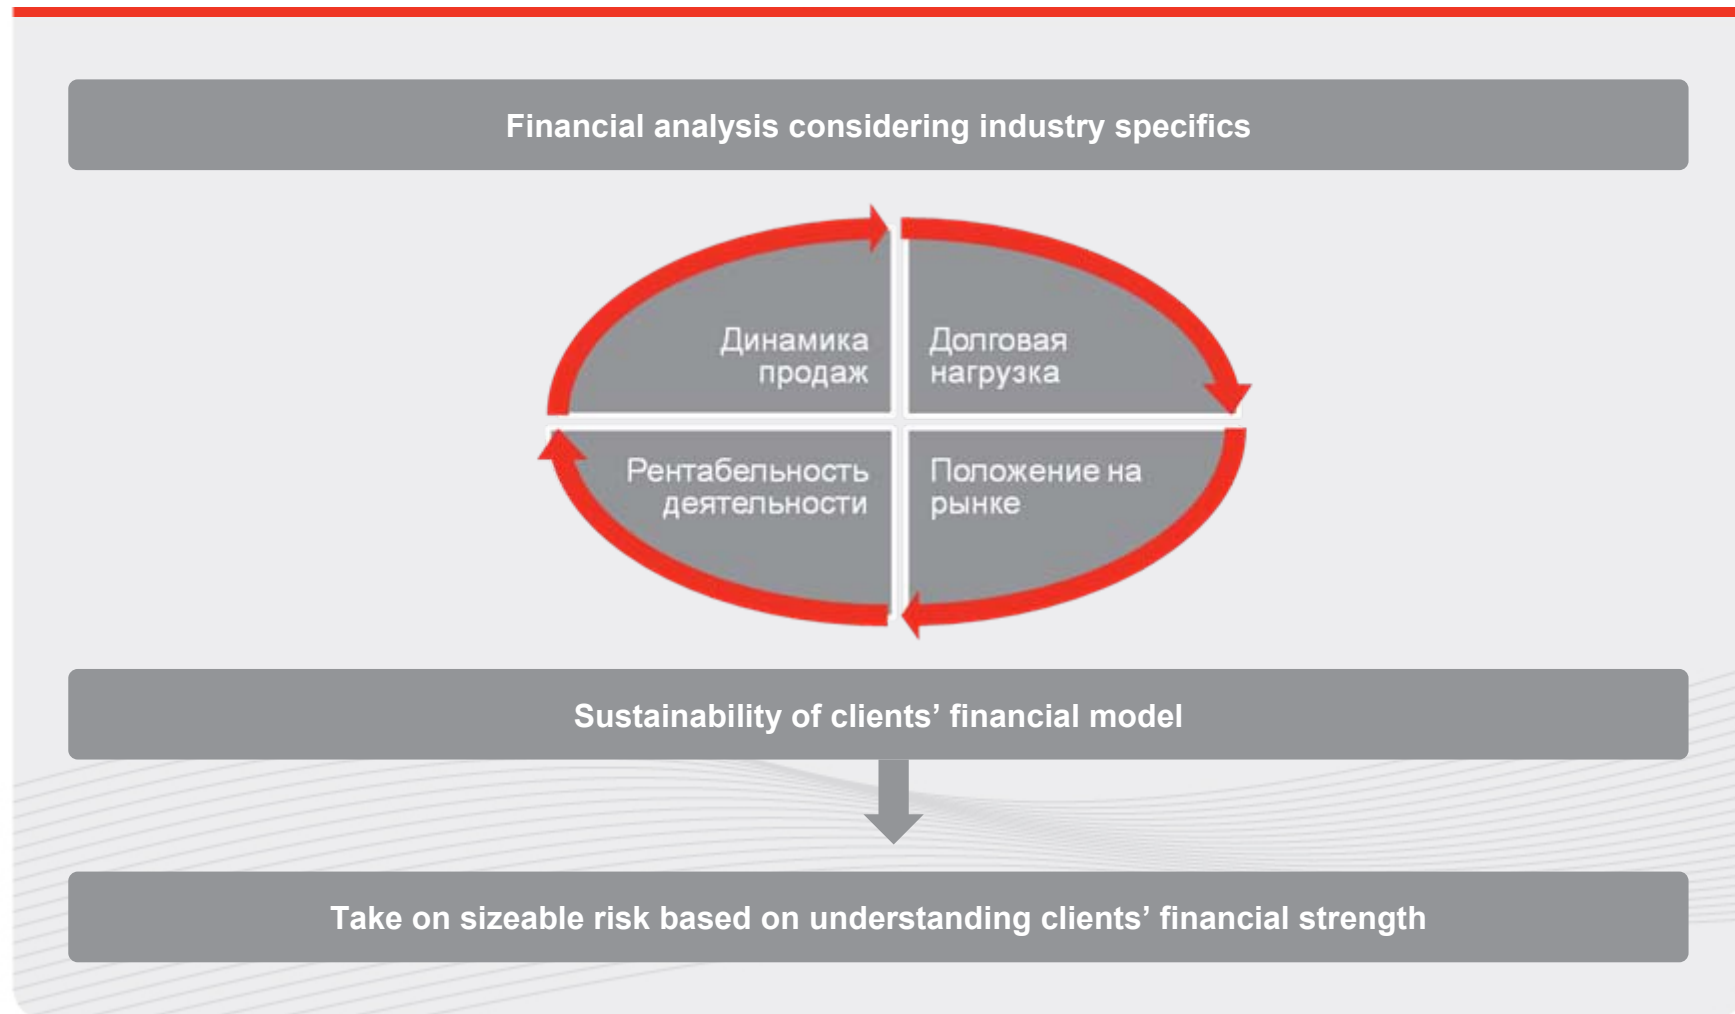 Financial analysis considering industry specifics
Динамика
продаж
Долговая
нагрузка
Рентабельность
деятельности
Положение на
рынке
Sustainability of clients’ financial model
Take on sizeable risk based on understanding clients’ financial strength